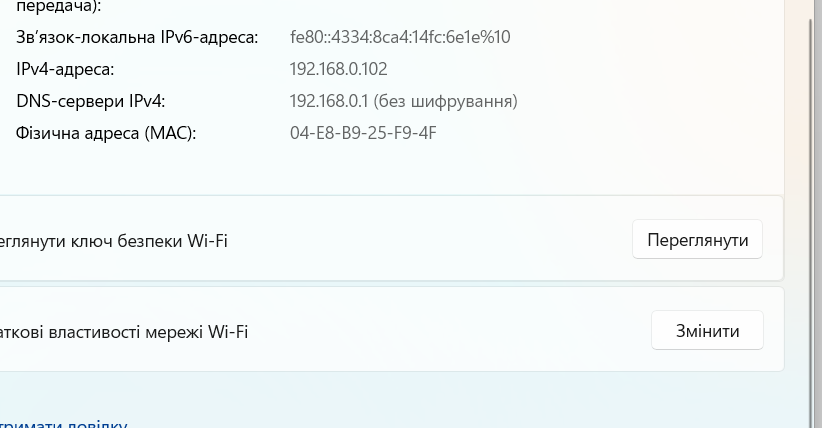 передача):
Зв’язок-локальна IPv6-адреса: fe80::4334:8ca4:14fc:6e1e%10
IPv4-адреса: 192.168.0.102
DNS-сервери IPv4: 192.168.0.1 (без шифрування)
Фізична адреса (MAC): 04-E8-B9-25-F9-4F
еглянути ключ безпеки Wi-Fi Переглянути
аткові властивості мережі Wi-Fi Змінити
тримати довідку